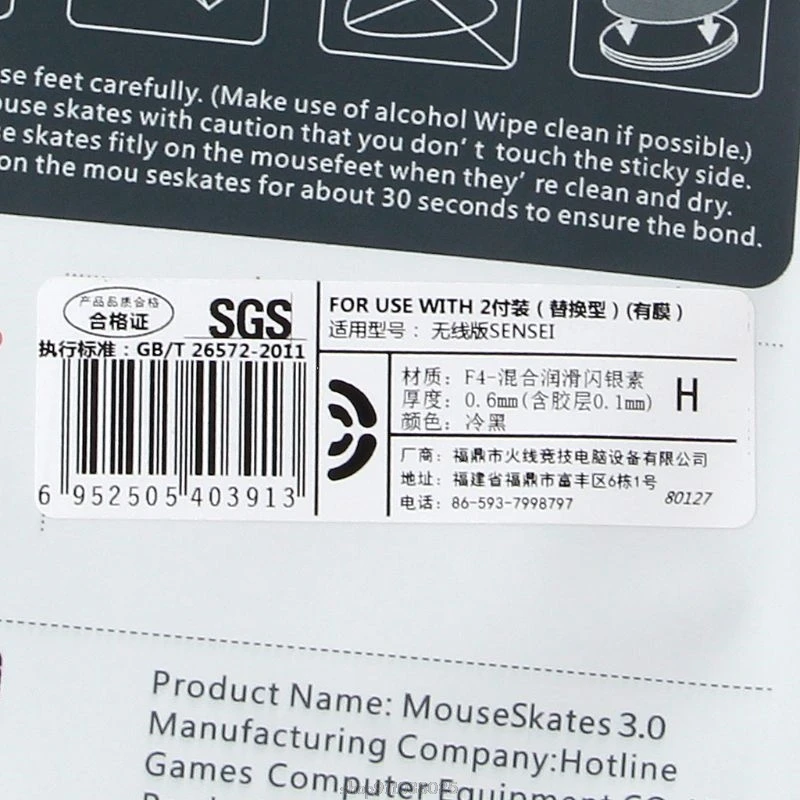 se feet carefully. (Make use of alcohol Wipe clean if possible.)
ouse skates with caution that you don't touch the sticky side.
e skates fitly on the mousefeet when they're clean and dry.
on the mou seskates for about 30 seconds to ensure the bond.
产品品质合格
合格证
SGS
执行标准：GB/T 26572-2011
6 952505 403913
FOR USE WITH 2付装（替换型）(有膜）
适用型号： 无线版SENSEI
材质：F4-混合润滑闪银素
厚度：0.6mm(含胶层0.1mm)
颜色：冷黑
H
厂商：福鼎市火线竞技电脑设备有限公司
地址：福建省福鼎市富丰区6栋1号
电话：86-593-7998797
80127
Product Name: MouseSkates 3.0
Manufacturing Company:Hotline
Games Computer Equipment CO